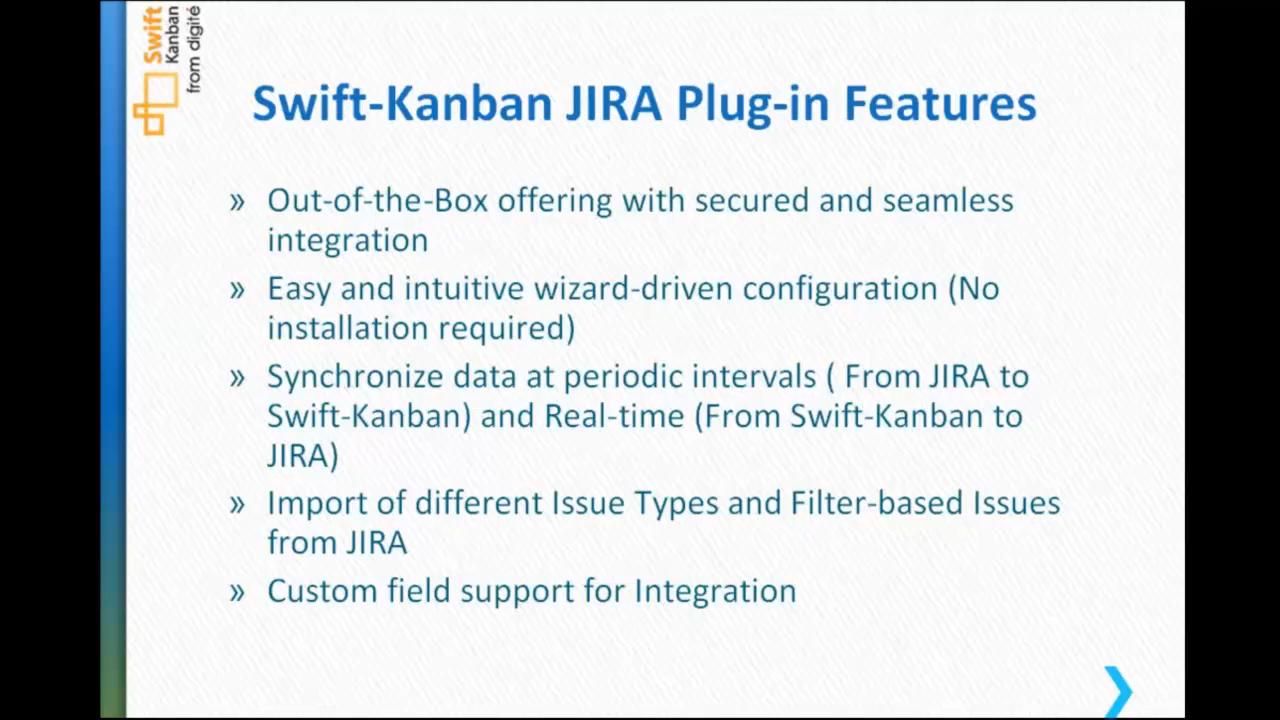 Swift
Kanban
from digité
Swift-Kanban JIRA Plug-in Features
» Out-of-the-Box offering with secured and seamless
integration
» Easy and intuitive wizard-driven configuration (No
installation required)
» Synchronize data at periodic intervals ( From JIRA to
Swift-Kanban) and Real-time (From Swift-Kanban to
JIRA)
» Import of different Issue Types and Filter-based Issues
from JIRA
» Custom field support for Integration